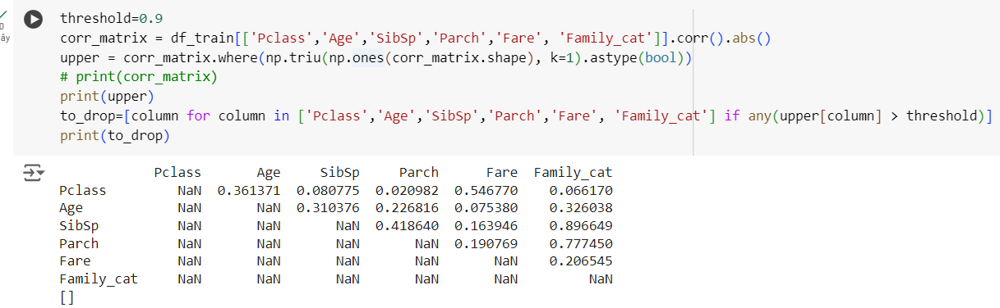 0
ây
threshold=0.9
corr_matrix = df_train[['Pclass','Age','SibSp','Parch','Fare', 'Family_cat']].corr().abs()
upper = corr_matrix.where(np.triu(np.ones(corr_matrix.shape), k=1).astype(bool))
# print(corr_matrix)
print(upper)
to_drop=[column for column in ['Pclass','Age','SibSp','Parch','Fare', 'Family_cat'] if any(upper[column] > threshold)]
print(to_drop)
Pclass Age SibSp Parch Fare Family_cat
Pclass NaN 0.361371 0.080775 0.020982 0.546770 0.066170
Age NaN NaN 0.310376 0.226816 0.075380 0.326038
SibSp NaN NaN NaN 0.418640 0.163946 0.896649
Parch NaN NaN NaN NaN 0.190769 0.777450
Fare NaN NaN NaN NaN NaN 0.206545
Family_cat NaN NaN NaN NaN NaN NaN
[]